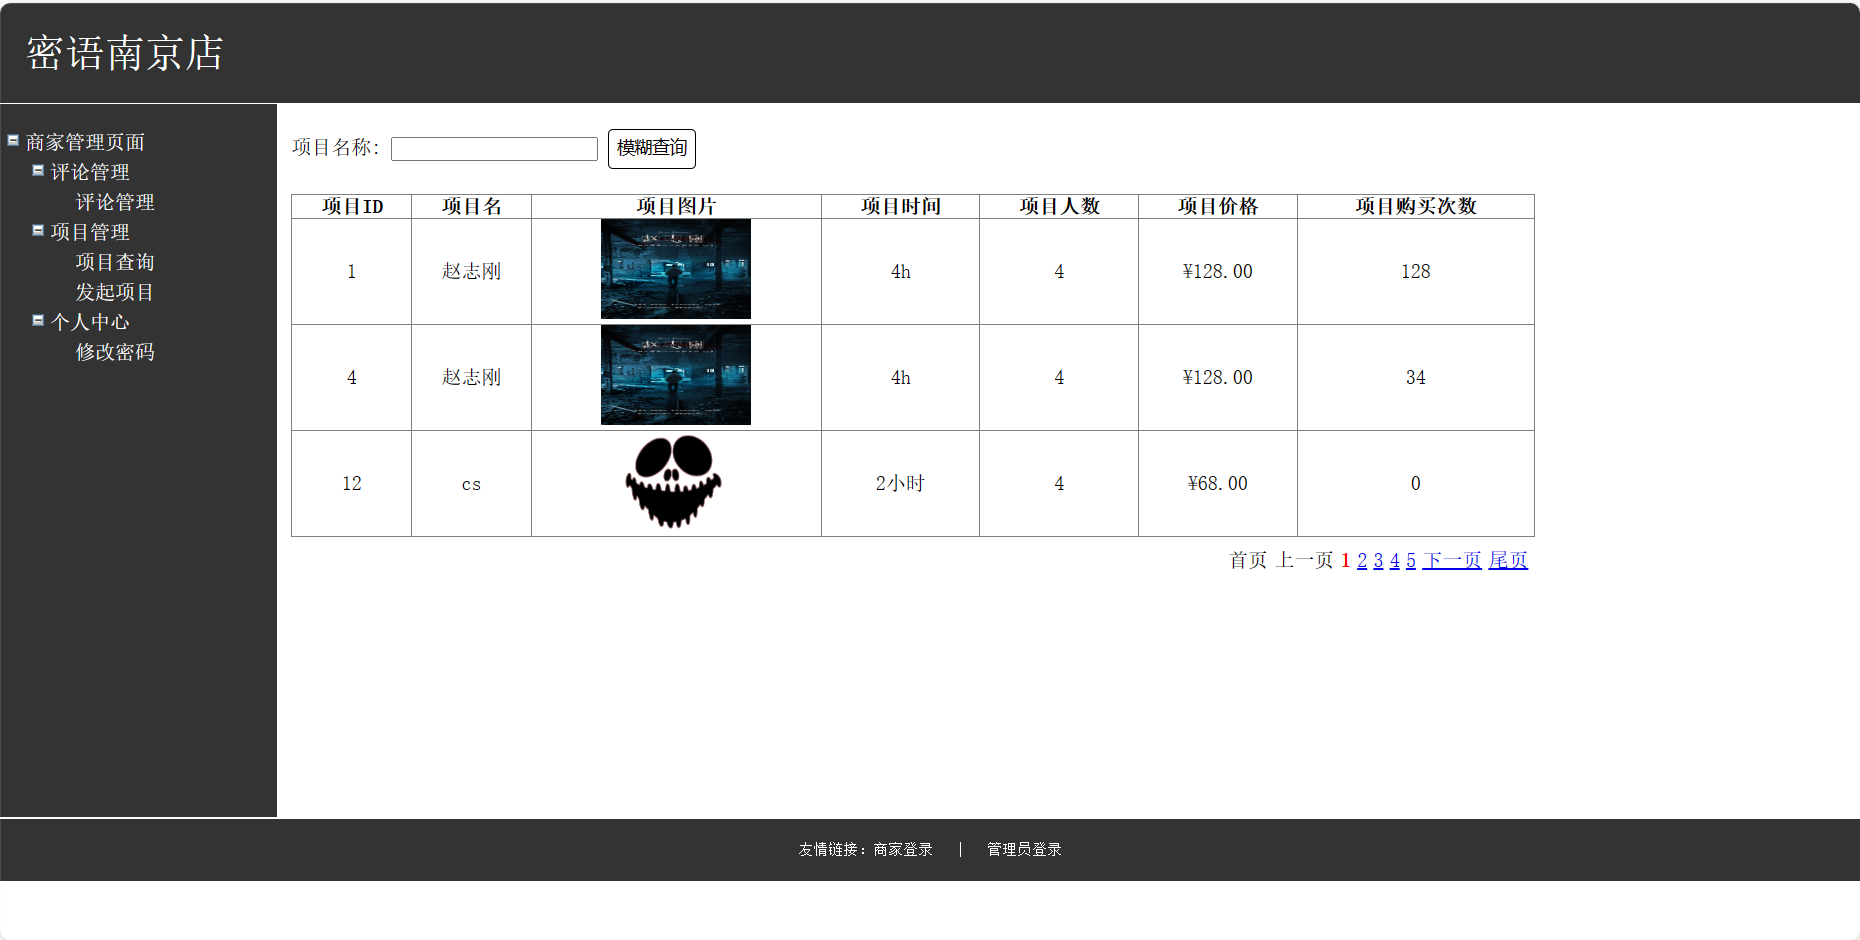 密语南京店
商家管理页面
评论管理
评论管理
项目管理
项目查询
发起项目
个人中心
修改密码
项目名称: 模糊查询
项目ID 项目名 项目图片 项目时间 项目人数 项目价格 项目购买次数
1 赵志刚 4h 4 ¥128.00 128
4 赵志刚 4h 4 ¥128.00 34
12 cs 2小时 4 ¥68.00 0
首页 上一页 1 2 3 4 5 下一页 尾页
友情链接：商家登录 | 管理员登录